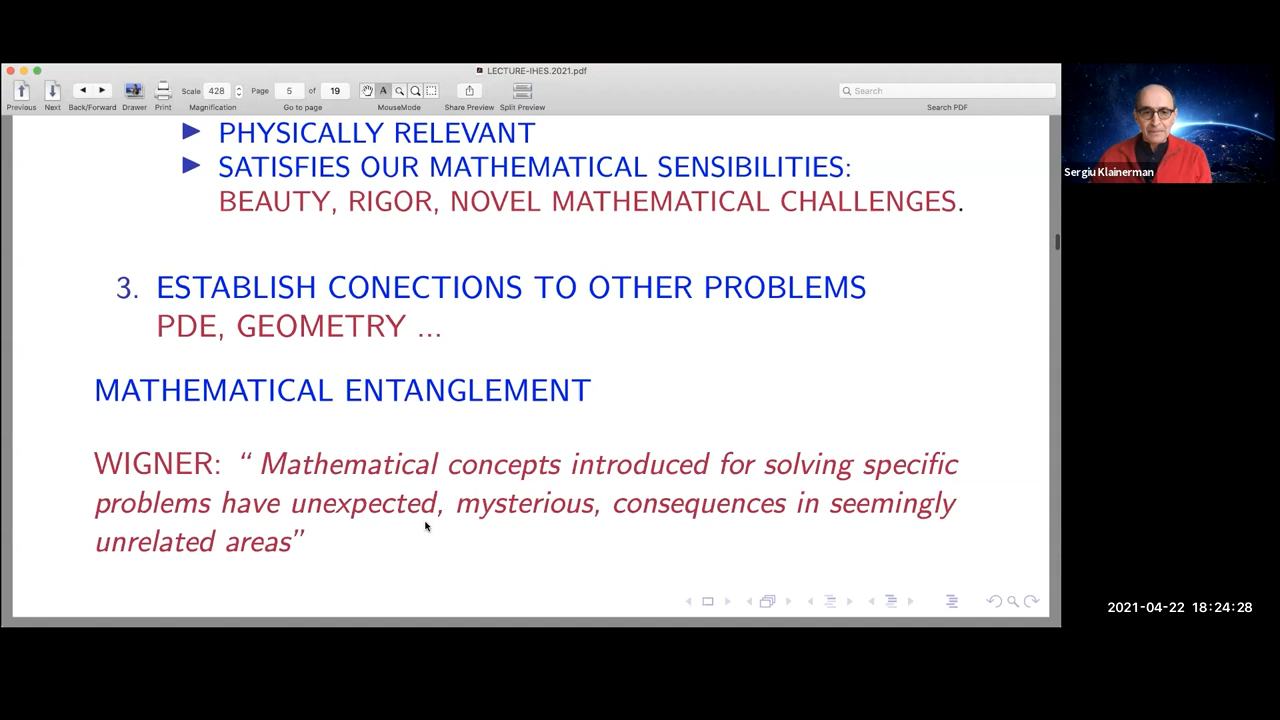 LECTURE-IHES.2021.pdf
Scale 428 Page 5 of 19 Search
Previous Next Back/Forward Drawer Print Magnification Go to page MouseMode Share Preview Split Preview Search PDF
PHYSICALLY RELEVANT
SATISFIES OUR MATHEMATICAL SENSIBILITIES:
BEAUTY, RIGOR, NOVEL MATHEMATICAL CHALLENGES.
3. ESTABLISH CONECTIONS TO OTHER PROBLEMS
PDE, GEOMETRY ...
MATHEMATICAL ENTANGLEMENT
WIGNER: “ Mathematical concepts introduced for solving specific
problems have unexpected, mysterious, consequences in seemingly
unrelated areas”
Sergiu Klainerman
2021-04-22 18:24:28